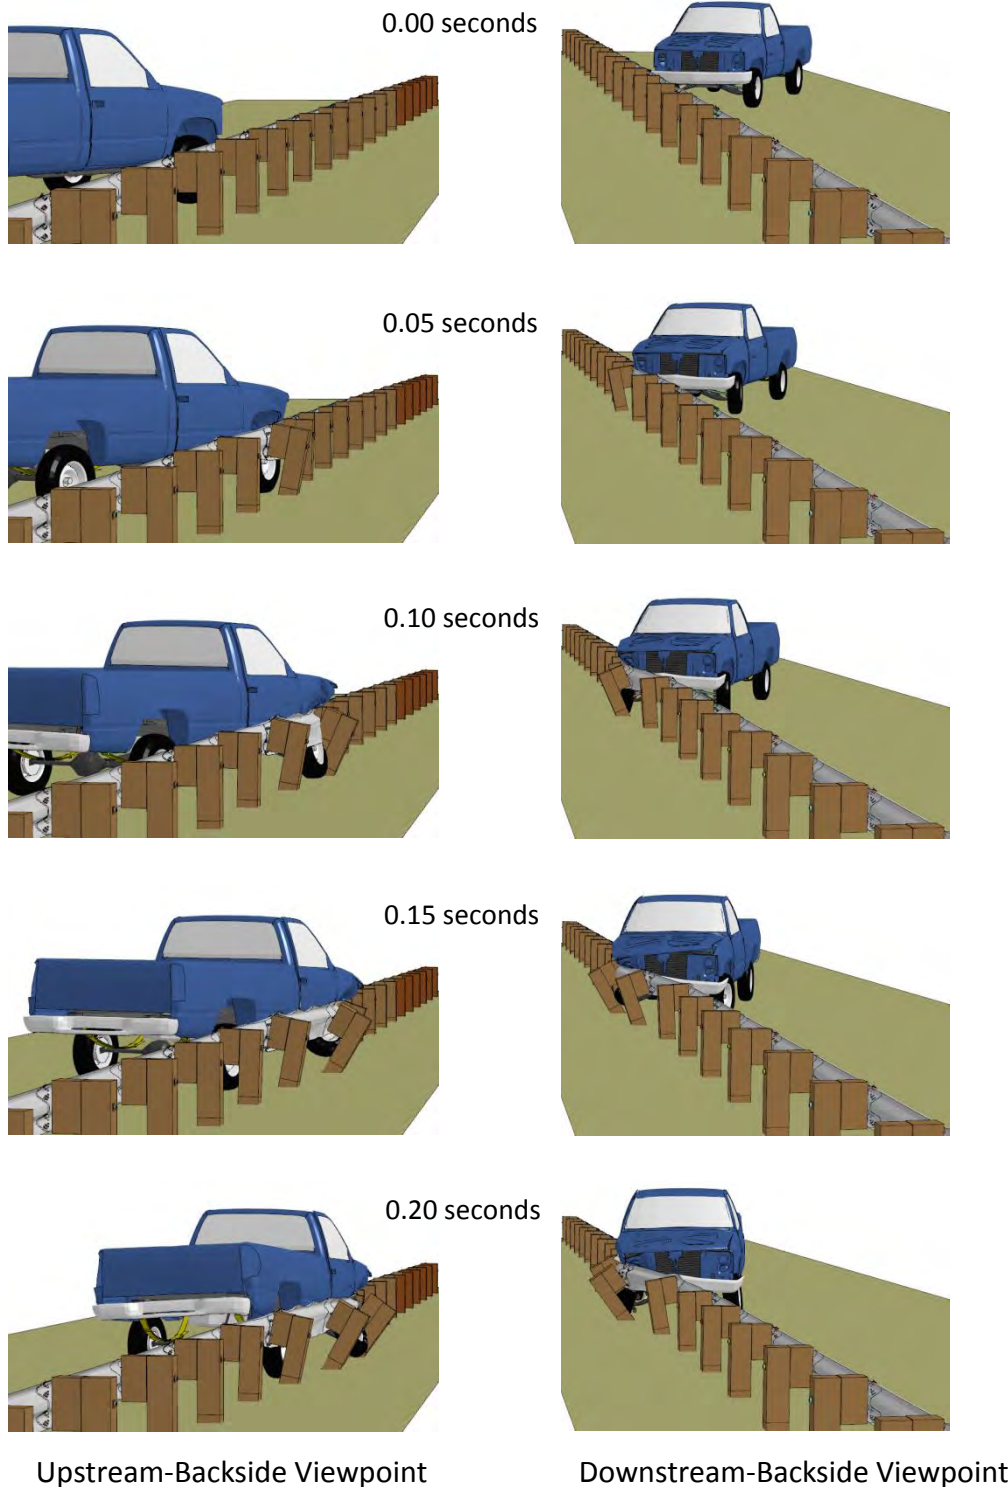 0.00 seconds
0.05 seconds
0.10 seconds
0.15 seconds
0.20 seconds
Upstream-Backside Viewpoint
Downstream-Backside Viewpoint